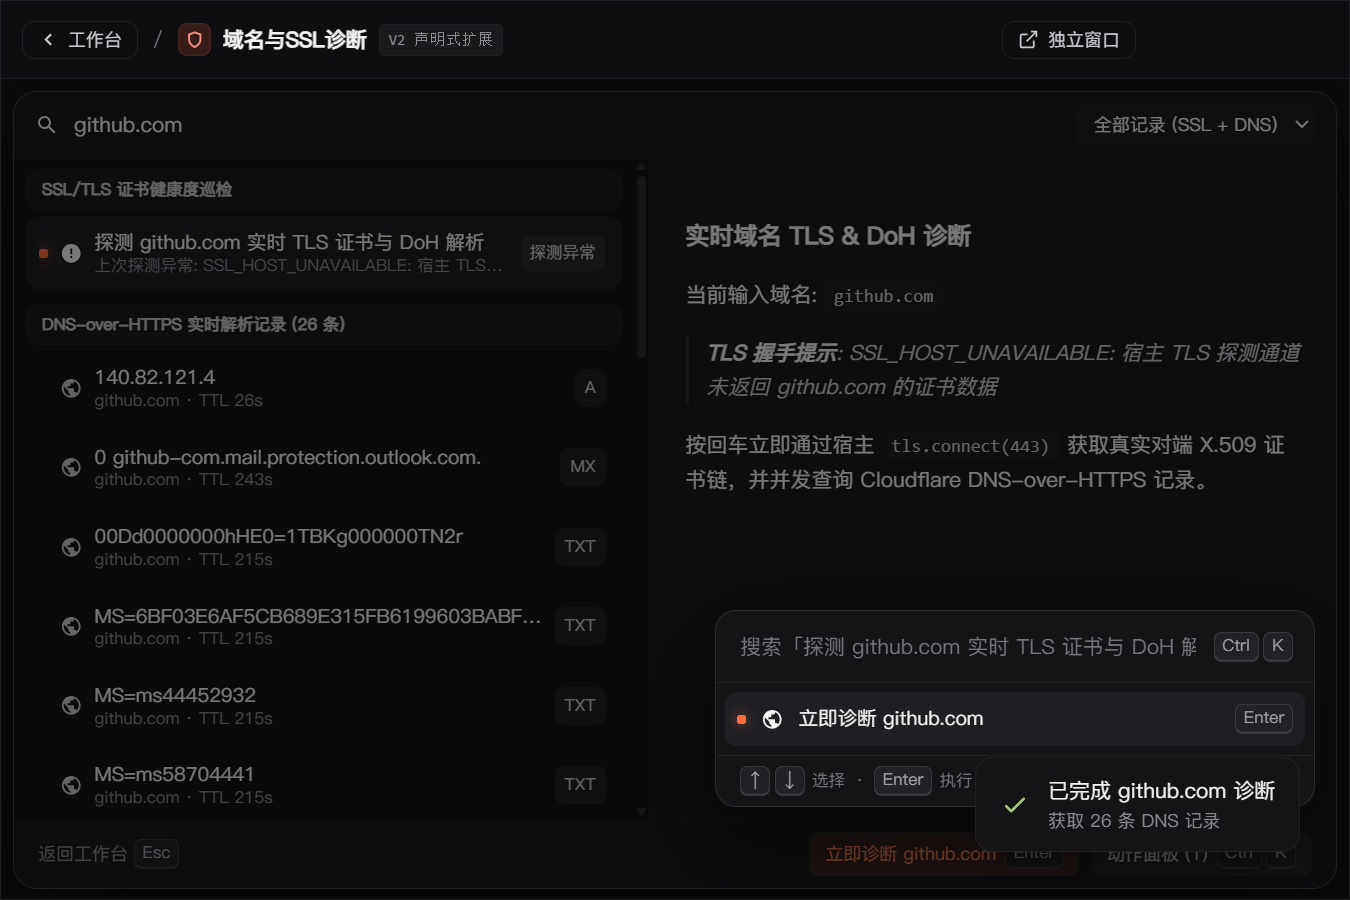 工作台 / 域名与SSL诊断 V2 声明式扩展 独立窗口
github.com 全部记录 (SSL + DNS)
SSL/TLS 证书健康度巡检
探测 github.com 实时 TLS 证书与 DoH 解析
上次探测异常: SSL_HOST_UNAVAILABLE: 宿主 TLS...
探测异常
DNS-over-HTTPS 实时解析记录 (26 条)
140.82.121.4
github.com · TTL 26s
A
0 github-com.mail.protection.outlook.com.
github.com · TTL 243s
MX
00Dd0000000hHE0=1TBKg000000TN2r
github.com · TTL 215s
TXT
MS=6BF03E6AF5CB689E315FB6199603BABF...
github.com · TTL 215s
TXT
MS=ms44452932
github.com · TTL 215s
TXT
MS=ms58704441
github.com · TTL 215s
TXT
实时域名 TLS & DoH 诊断
当前输入域名: github.com
TLS 握手提示: SSL_HOST_UNAVAILABLE: 宿主 TLS 探测通道
未返回 github.com 的证书数据
按回车立即通过宿主 tls.connect(443) 获取真实对端 X.509 证
书链，并并发查询 Cloudflare DNS-over-HTTPS 记录。
搜索「探测 github.com 实时 TLS 证书与 DoH 解 Ctrl K
立即诊断 github.com Enter
↑ ↓ 选择 · Enter 执行
已完成 github.com 诊断
获取 26 条 DNS 记录
返回工作台 Esc
立即诊断 github.com Enter
动作面板 (1) Ctrl K